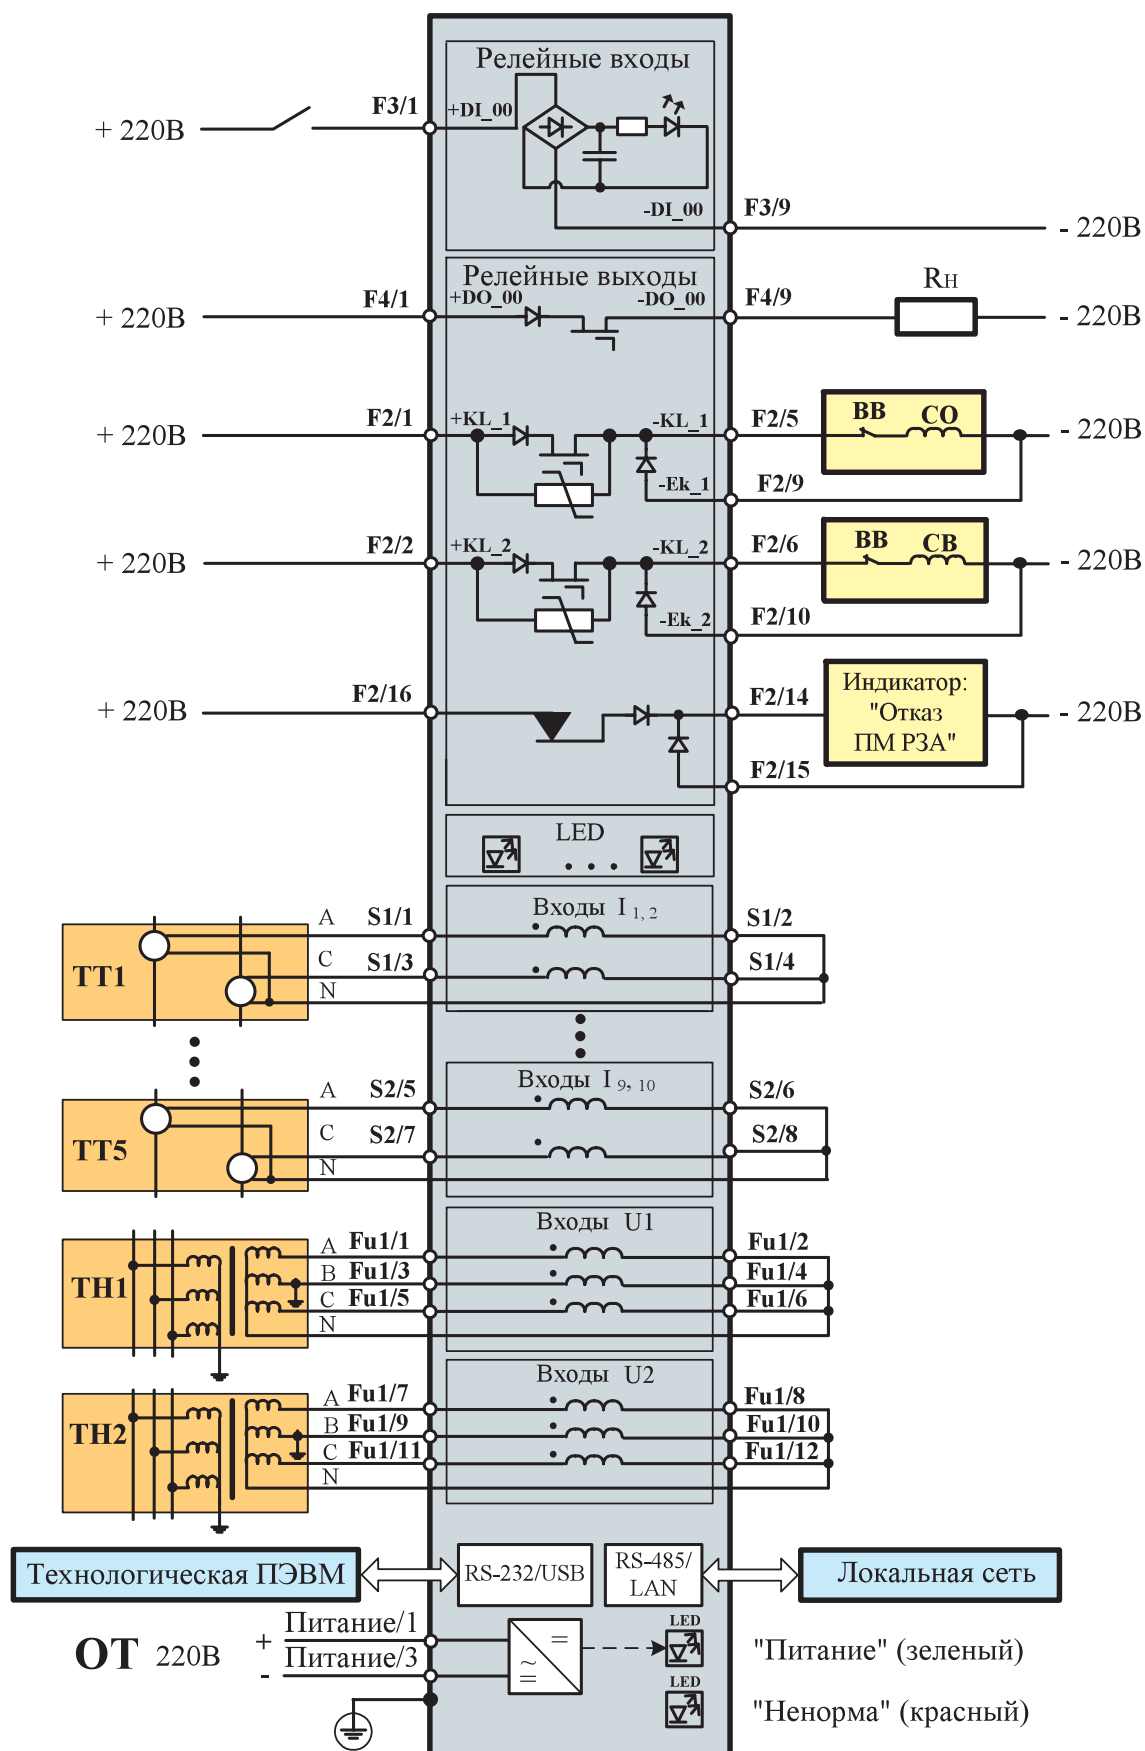 Релейные входы
+ 220В F3/1 +DI_00
-DI_00 F3/9 - 220В
Релейные выходы
+ 220В F4/1 +DO_00 -DO_00 F4/9 Rн - 220В
+ 220В F2/1 +KL_1 -KL_1 F2/5 ВВ СО - 220В
-Ek_1 F2/9
+ 220В F2/2 +KL_2 -KL_2 F2/6 ВВ СВ - 220В
-Ek_2 F2/10
+ 220В F2/16 F2/14 - 220В
Индикатор:
"Отказ
ПМ РЗА"
F2/15
LED
. . .
Входы I 1, 2
ТТ1
A S1/1 S1/2
C S1/3 S1/4
N
Входы I 9, 10
ТТ5
A S2/5 S2/6
C S2/7 S2/8
N
Входы U1
ТН1
A Fu1/1 Fu1/2
B Fu1/3 Fu1/4
C Fu1/5 Fu1/6
N
Входы U2
ТН2
A Fu1/7 Fu1/8
B Fu1/9 Fu1/10
C Fu1/11 Fu1/12
N
Технологическая ПЭВМ
RS-232/USB
RS-485/
LAN
Локальная сеть
ОТ 220В
+ Питание/1
- Питание/3
=
~
=
LED
"Питание" (зеленый)
LED
"Ненорма" (красный)